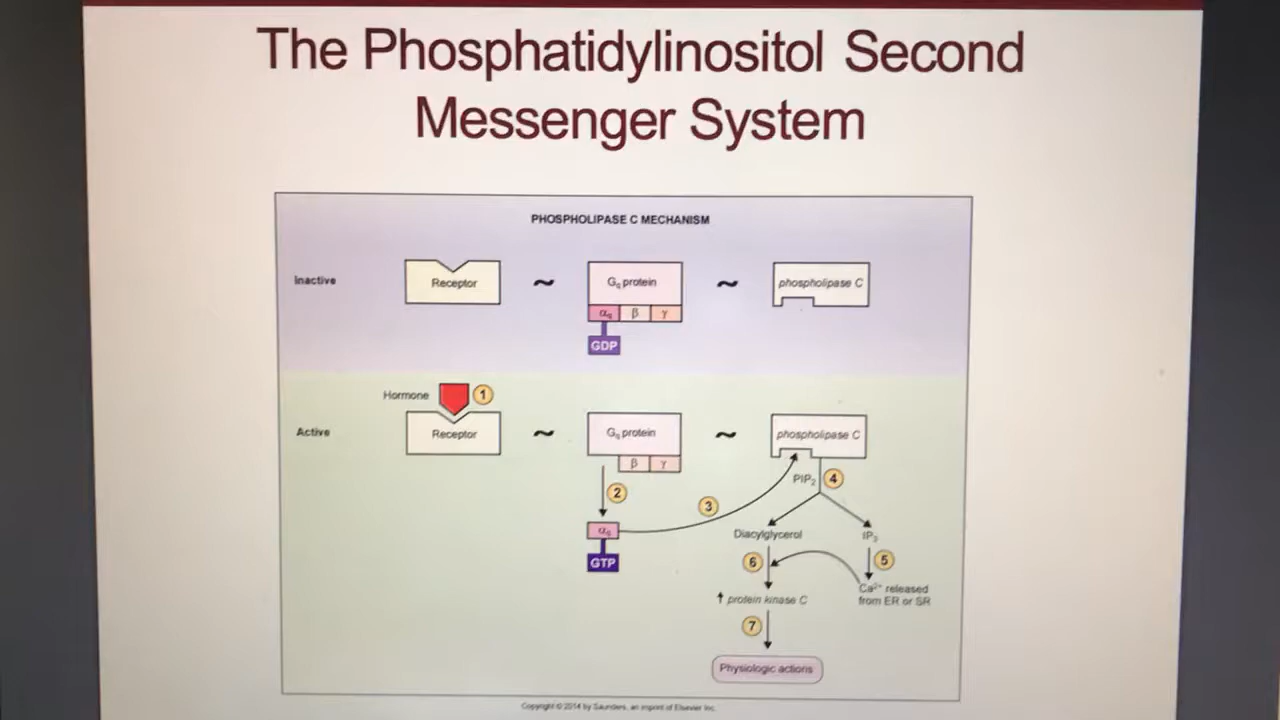 The Phosphatidylinositol Second
Messenger System
PHOSPHOLIPASE C MECHANISM
Inactive
Receptor
~
Gq protein
~
phospholipase C
αq β γ
GDP
Hormone
1
Active
Receptor
~
Gq protein
~
phospholipase C
β γ
2
3
PIP₂
4
αq
GTP
Diacylglycerol
IP₃
6
5
↑ protein kinase C
Ca²⁺ released
from ER or SR
7
Physiologic actions
Copyright © 2014 by Saunders, an imprint of Elsevier Inc.